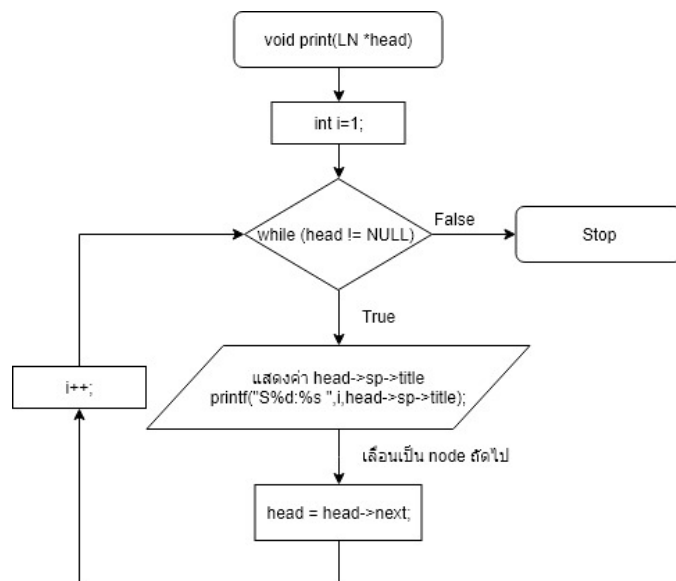 void print(LN *head)
int i=1;
while (head != NULL)
False
Stop
True
แสดงค่า head->sp->title
printf("S%d:%s ",i,head->sp->title);
i++;
เลื่อนเป็น node ถัดไป
head = head->next;